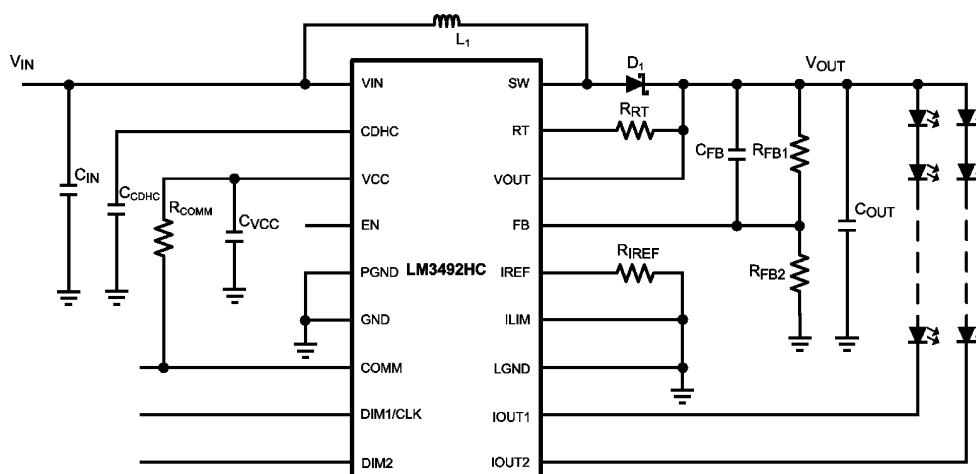 L1
VIN
VIN
SW
D1
VOUT
CDHC
RT
RRT
CIN
CCDHC
RCOMM
VCC
CVCC
VOUT
CFB
RFB1
EN
FB
COUT
PGND
LM3492HC
IREF
RIREF
RFB2
GND
ILIM
COMM
LGND
DIM1/CLK
IOUT1
DIM2
IOUT2